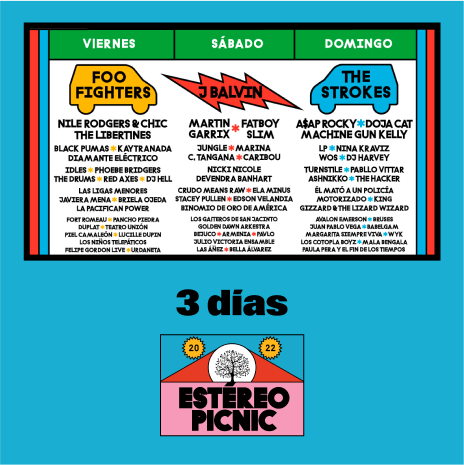 VIERNES
FOO
FIGHTERS
NILE RODGERS & CHIC
THE LIBERTINES
BLACK PUMAS * KAYTRANADA
DIAMANTE ELÉCTRICO
IDLES * PHOEBE BRIDGERS
THE DRUMS * RED AXES * DJ HELL
LAS LIGAS MENORES
JAVIERA MENA * BRIELA OJEDA
LA PACIFICAN POWER
FORT ROMEAU * PANCHO PIEDRA
DUPLAT * TEATRO UNIÓN
PIEL CAMALEÓN * LUCILLE DUPIN
LOS NIÑOS TELEPÁTICOS
FELIPE GORDON LIVE * URDANETA
SÁBADO
J BALVIN
MARTIN GARRIX * FATBOY SLIM
JUNGLE * MARINA
C. TANGANA * CARIBOU
NICKI NICOLE
DEVENDRA BANHART
CRUDO MEANS RAW * ELA MINUS
STACEY PULLEN * EDSON VELANDIA
BINOMIO DE ORO DE AMÉRICA
LOS GAITEROS DE SAN JACINTO
GOLDEN DAWN ARKESTRA
BEJUCO * ARMENIA * PAVLO
JULIO VICTORIA ENSAMBLE
LAS ÁÑEZ * BELLA ÁLVAREZ
DOMINGO
THE
STROKES
A$AP ROCKY * DOJA CAT
MACHINE GUN KELLY
LP * NINA KRAVIZ
WOS * DJ HARVEY
TURNSTILE * PABLLO VITTAR
ASHNIKKO * THE HACKER
ÉL MATÓ A UN POLICÍA
MOTORIZADO * KING
GIZZARD & THE LIZARD WIZARD
AVALON EMERSON * BRUSES
JUAN PABLO VEGA * BABELGAM
MARGARITA SIEMPRE VIVA * WYK
LOS COTOPLA BOYZ * MALA BENGALA
PAULA PERA Y EL FIN DE LOS TIEMPOS
3 días
20 22
ESTÉREO
PICNIC